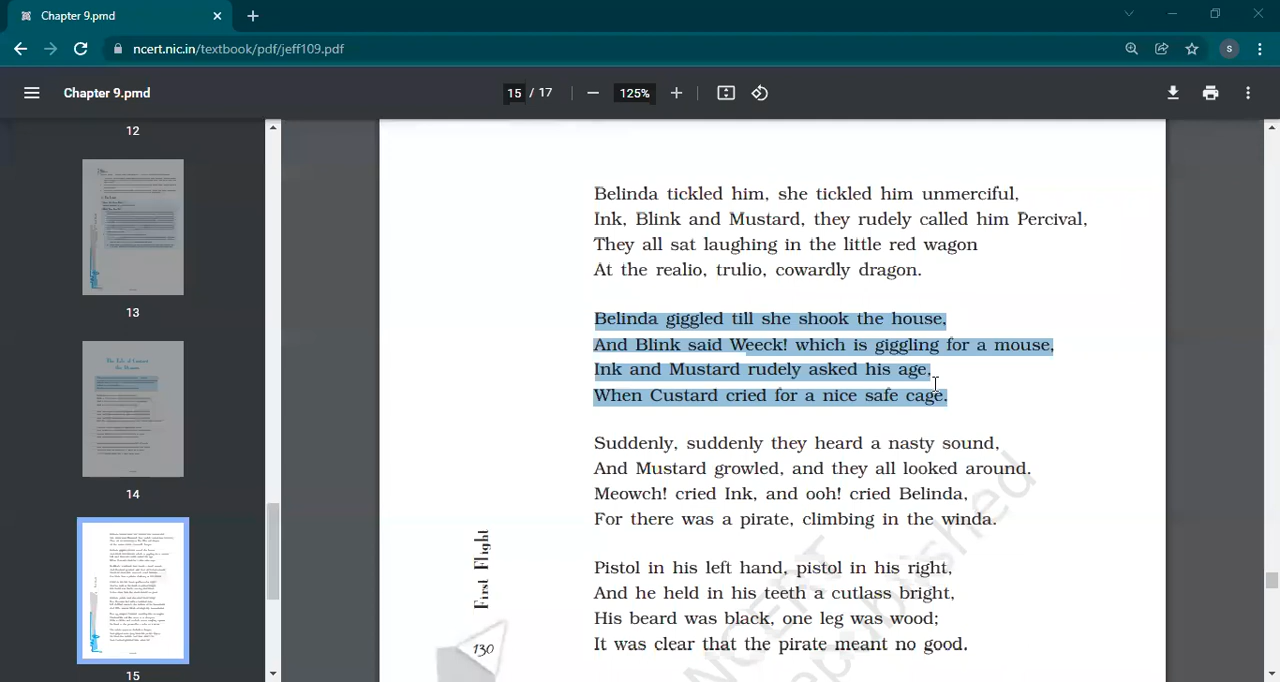 Chapter 9.pmd
ncert.nic.in/textbook/pdf/jeff109.pdf
S
Chapter 9.pmd
15 / 17
125%
12
13
14
15
Belinda tickled him, she tickled him unmerciful,
Ink, Blink and Mustard, they rudely called him Percival,
They all sat laughing in the little red wagon
At the realio, trulio, cowardly dragon.
Belinda giggled till she shook the house,
And Blink said Weeck! which is giggling for a mouse,
Ink and Mustard rudely asked his age,
When Custard cried for a nice safe cage.
Suddenly, suddenly they heard a nasty sound,
And Mustard growled, and they all looked around.
Meowch! cried Ink, and ooh! cried Belinda,
For there was a pirate, climbing in the winda.
Pistol in his left hand, pistol in his right,
And he held in his teeth a cutlass bright,
His beard was black, one leg was wood;
It was clear that the pirate meant no good.
First Flight
130